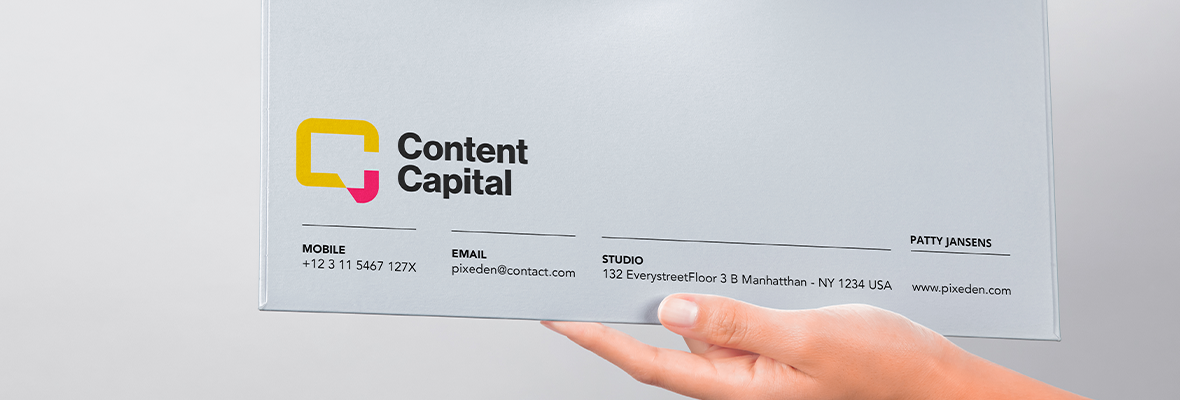 Content
Capital
MOBILE
+12 3 11 5467 127X
EMAIL
pixeden@contact.com
STUDIO
132 EverystreetFloor 3 B Manhatthan - NY 1234 USA
PATTY JANSENS
www.pixeden.com